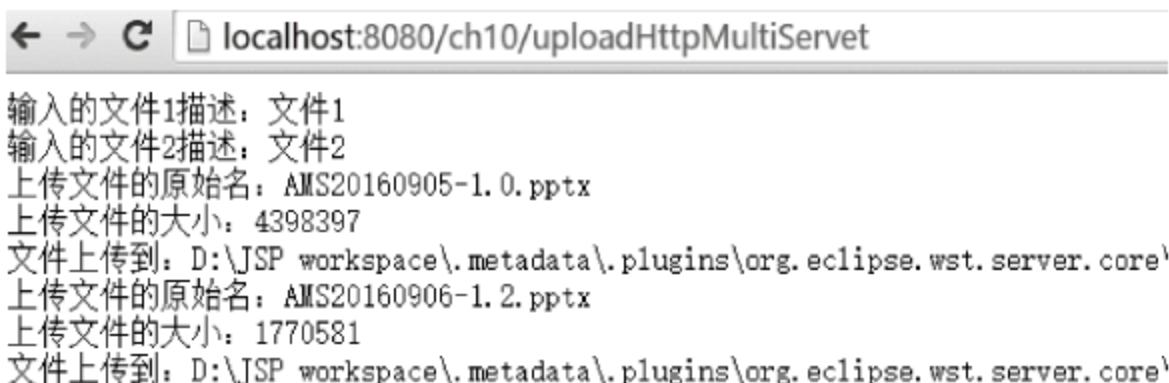 localhost:8080/ch10/uploadHttpMultiServet
输入的文件1描述：文件1
输入的文件2描述：文件2
上传文件的原始名：AMS20160905-1.0.pptx
上传文件的大小：4398397
文件上传到：D:\JSP workspace\.metadata\.plugins\org.eclipse.wst.server.core\
上传文件的原始名：AMS20160906-1.2.pptx
上传文件的大小：1770581
文件上传到：D:\JSP workspace\.metadata\.plugins\org.eclipse.wst.server.core\